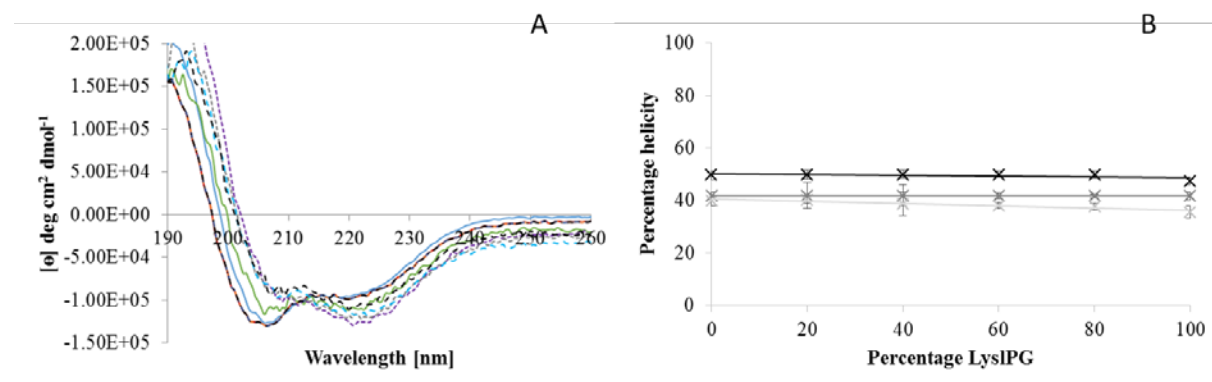 A
2.00E+05
1.50E+05
1.00E+05
5.00E+04
0.00E+00
-5.00E+04
-1.00E+05
-1.50E+05
190 200 210 220 230 240 250 260
[ɵ] deg cm² dmol⁻¹
Wavelength [nm]
B
100
80
60
40
20
0
0 20 40 60 80 100
Percentage helicity
Percentage LyslPG